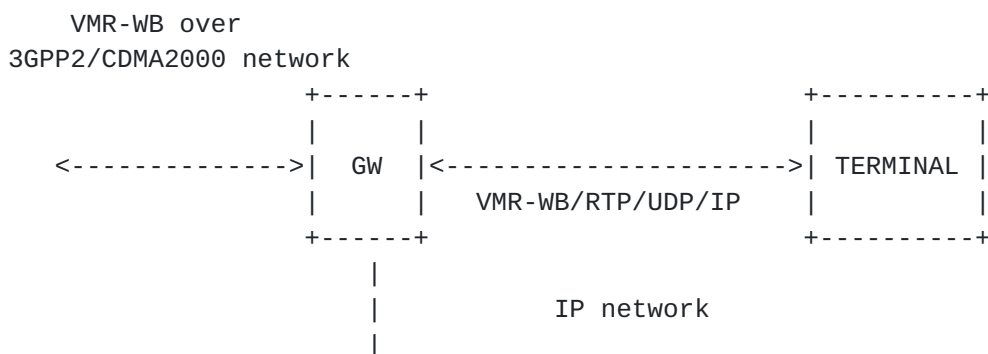 VMR-WB over
3GPP2/CDMA2000 network
GW
TERMINAL
VMR-WB/RTP/UDP/IP
IP network